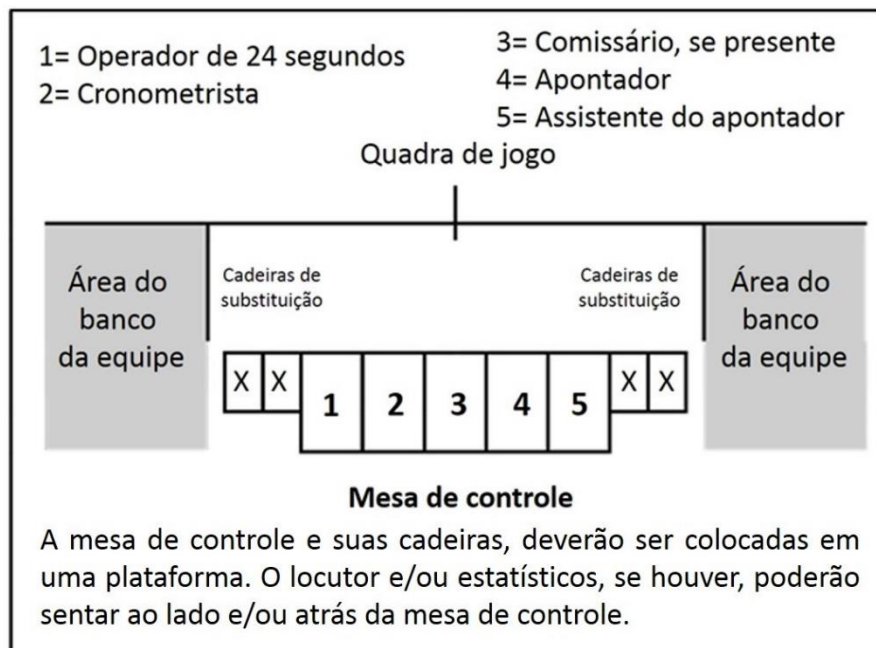 1= Operador de 24 segundos
2= Cronometrista
3= Comissário, se presente
4= Apontador
5= Assistente do apontador
Quadra de jogo
Área do
banco
da equipe
Cadeiras de
substituição
Cadeiras de
substituição
Área do
banco
da equipe
X X 1 2 3 4 5 X X
Mesa de controle
A mesa de controle e suas cadeiras, deverão ser colocadas em
uma plataforma. O locutor e/ou estatísticos, se houver, poderão
sentar ao lado e/ou atrás da mesa de controle.